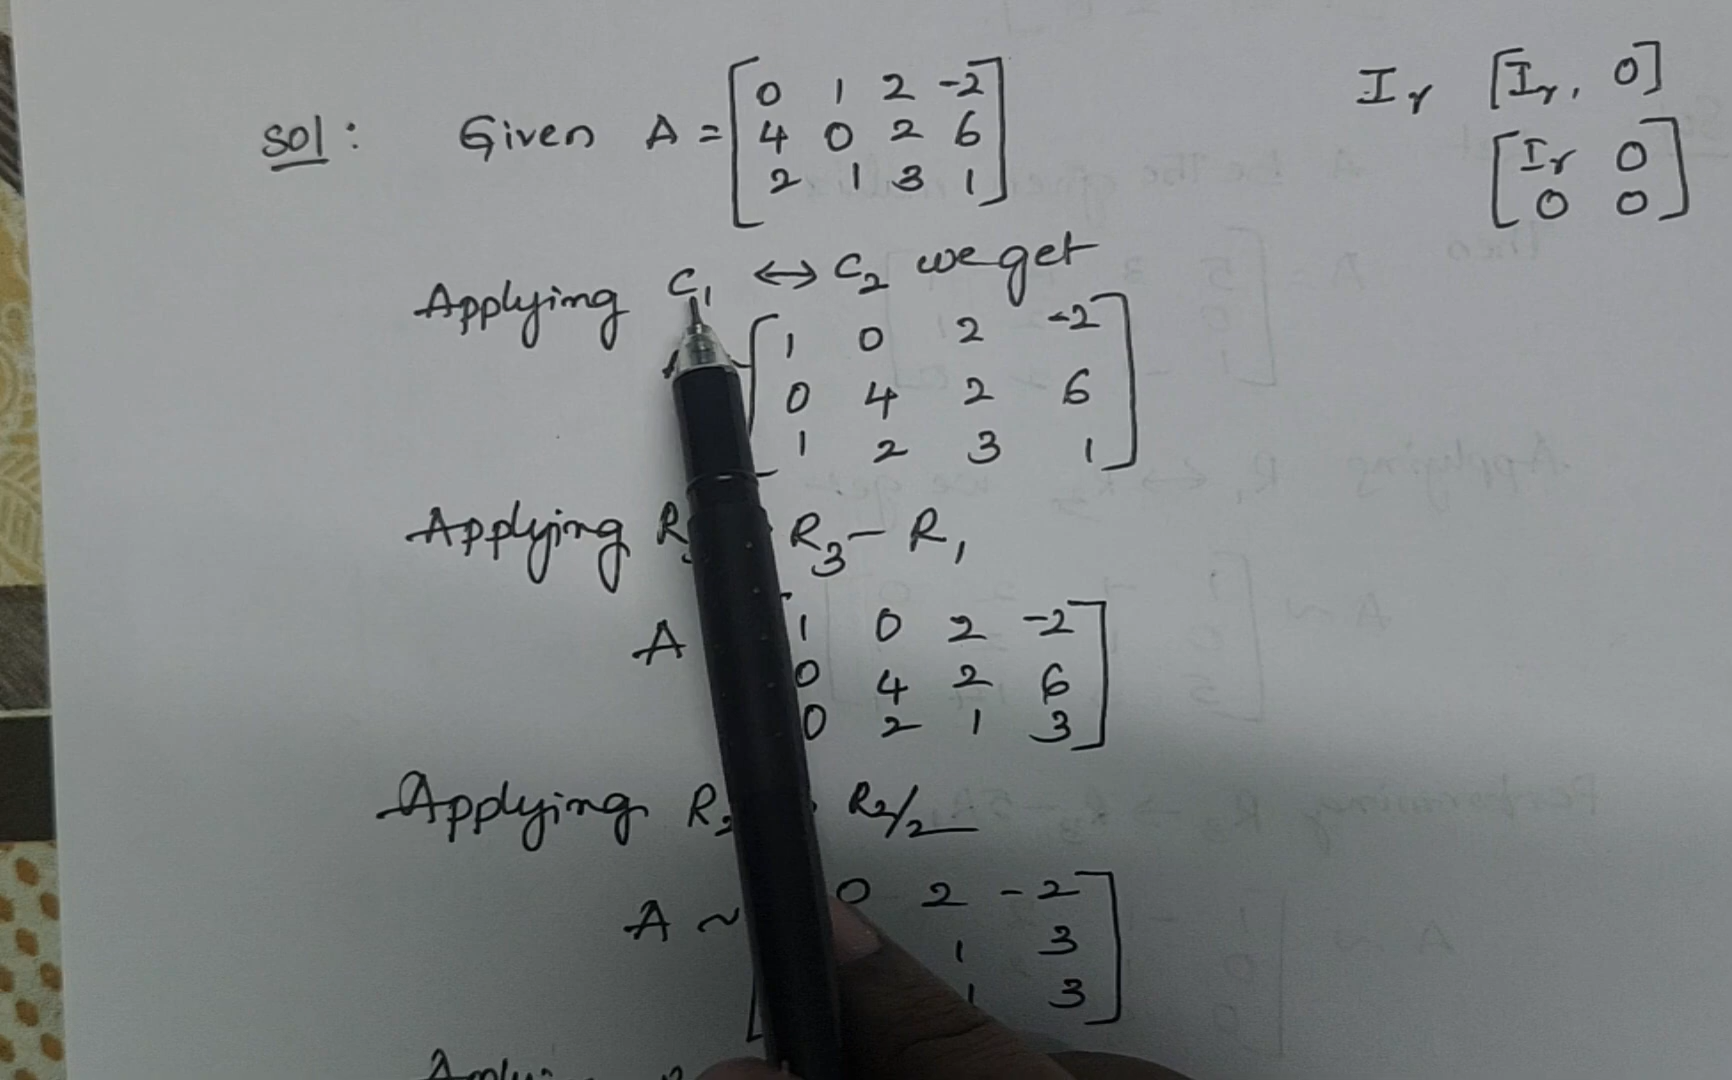 Sol : Given A = [0 1 2 -2
4 0 2 6
2 1 3 1]
Ir [Ir, 0]
[Ir 0
0 0]
Applying C1 ↔ C2 we get
[1 0 2 -2
0 4 2 6
1 2 3 1]
Applying R R3 - R1
A 1 0 2 -2]
0 4 2 6
0 2 1 3
Applying R2 R2/2
A ~ 0 2 -2]
1 3
1 3